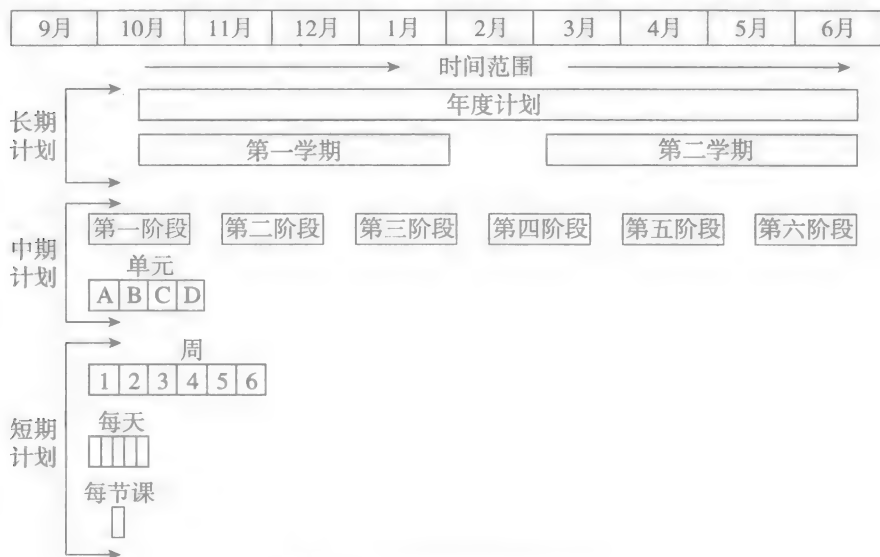 9月 10月 11月 12月 1月 2月 3月 4月 5月 6月
时间范围
年度计划
长期
计划
第一学期 第二学期
第一阶段 第二阶段 第三阶段 第四阶段 第五阶段 第六阶段
中期
计划
单元
A B C D
周
1 2 3 4 5 6
短期
计划
每天
每节课